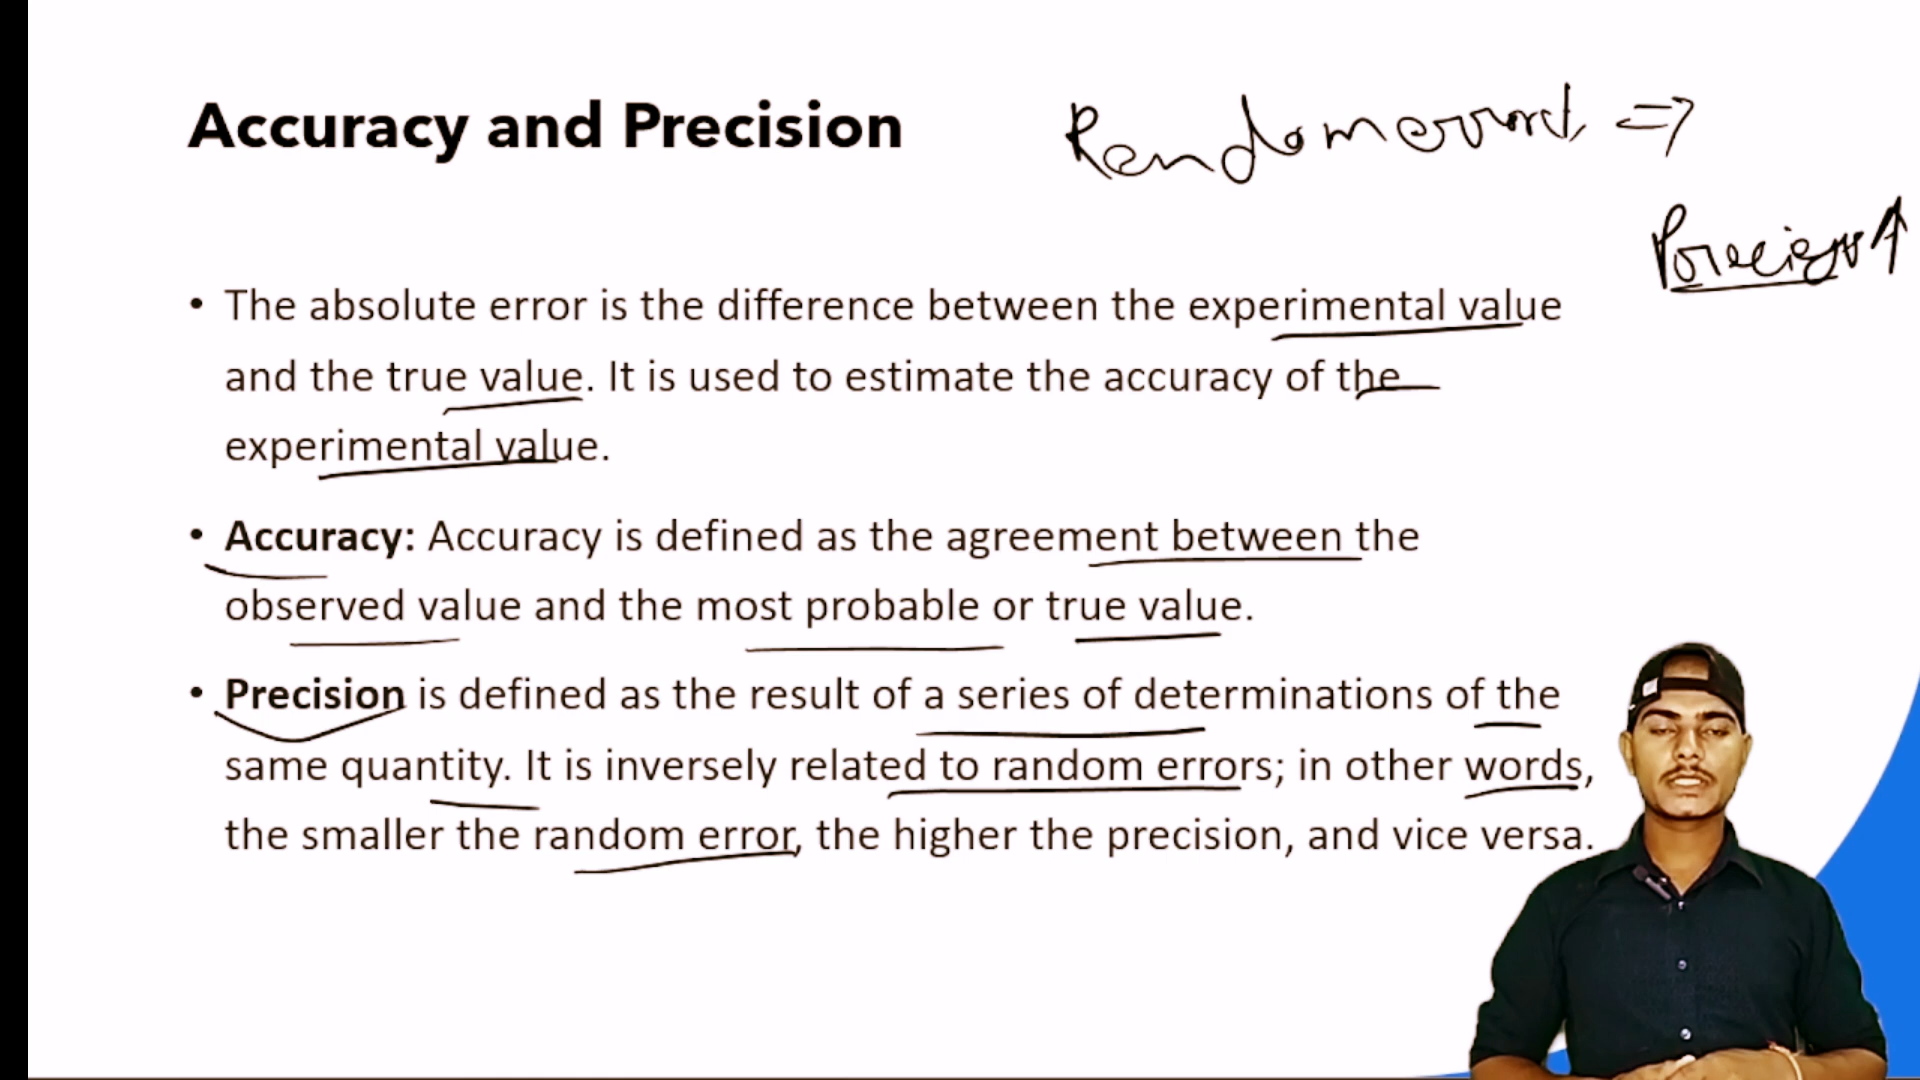 Accuracy and Precision
Random error↓ =>
Precision↑
• The absolute error is the difference between the experimental value
and the true value. It is used to estimate the accuracy of the
experimental value.
• Accuracy: Accuracy is defined as the agreement between the
observed value and the most probable or true value.
• Precision is defined as the result of a series of determinations of the
same quantity. It is inversely related to random errors; in other words,
the smaller the random error, the higher the precision, and vice versa.